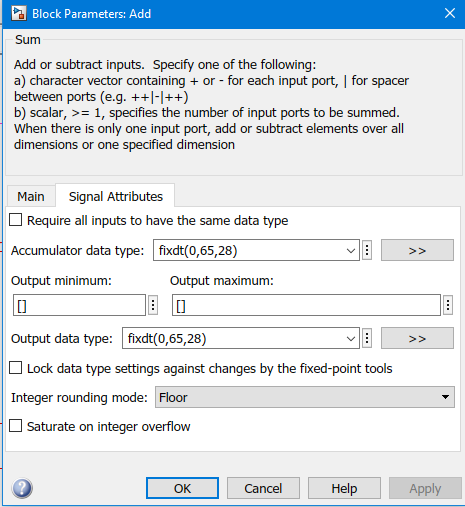 Block Parameters: Add
Sum
Add or subtract inputs.  Specify one of the following:
a) character vector containing + or - for each input port, | for spacer
between ports (e.g. ++|-|++)
b) scalar, >= 1, specifies the number of input ports to be summed.
When there is only one input port, add or subtract elements over all
dimensions or one specified dimension
Main Signal Attributes
Require all inputs to have the same data type
Accumulator data type: fixdt(0,65,28) >>
Output minimum: Output maximum:
[] []
Output data type: fixdt(0,65,28) >>
Lock data type settings against changes by the fixed-point tools
Integer rounding mode: Floor
Saturate on integer overflow
? OK Cancel Help Apply